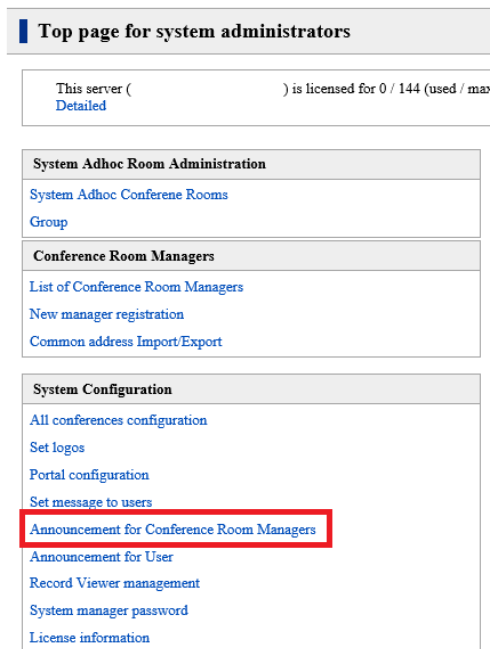 Top page for system administrators
This server ( ) is licensed for 0 / 144 (used / max
Detailed
System Adhoc Room Administration
System Adhoc Conferene Rooms
Group
Conference Room Managers
List of Conference Room Managers
New manager registration
Common address Import/Export
System Configuration
All conferences configuration
Set logos
Portal configuration
Set message to users
Announcement for Conference Room Managers
Announcement for User
Record Viewer management
System manager password
License information